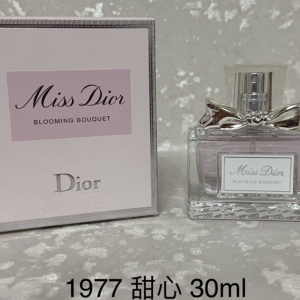 Miss Dior
BLOOMING BOUQUET
Dior
Miss Dior
BLOOMING BOUQUET
1977 甜心 30ml